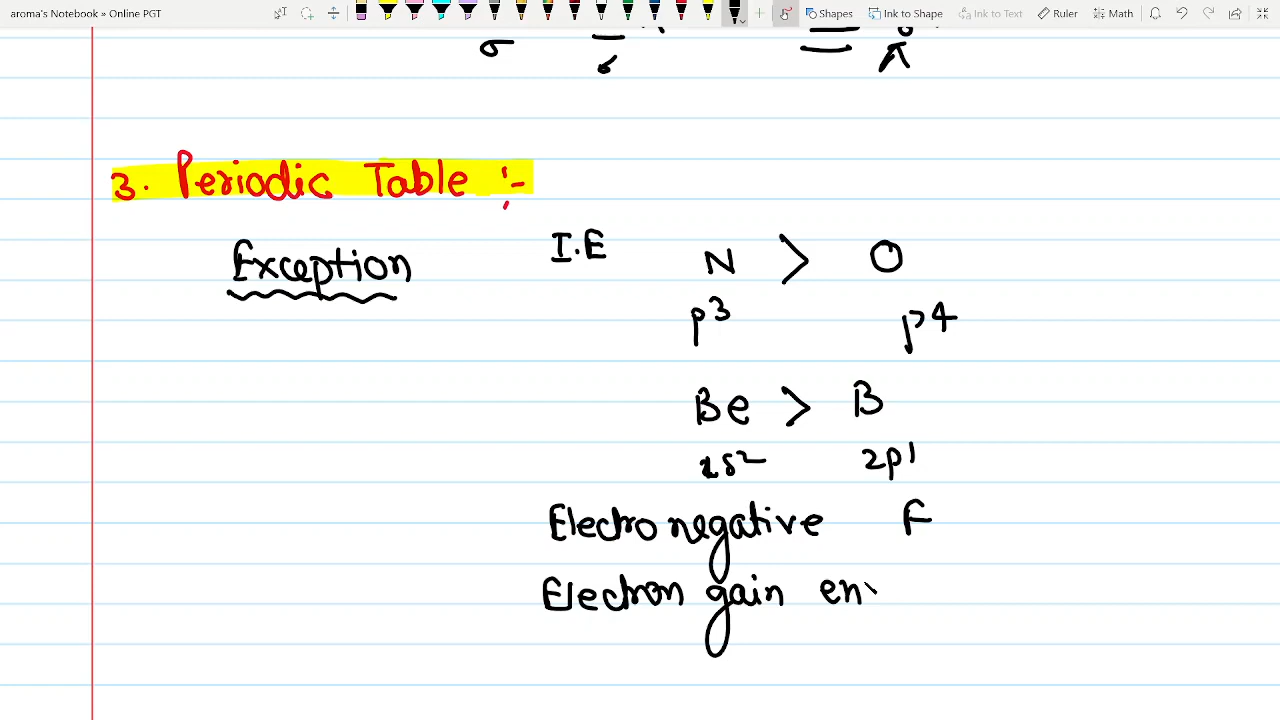 aroma's Notebook » Online PGT
Shapes Ink to Shape Ink to Text Ruler Math
3. Periodic Table :-
Exception I.E N > O
p3 p4
Be > B
2s2 2p1
Electronegative F
Electron gain en